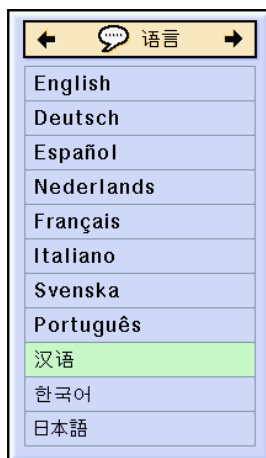 语言
English
Deutsch
Español
Nederlands
Français
Italiano
Svenska
Português
汉语
한국어
日本語